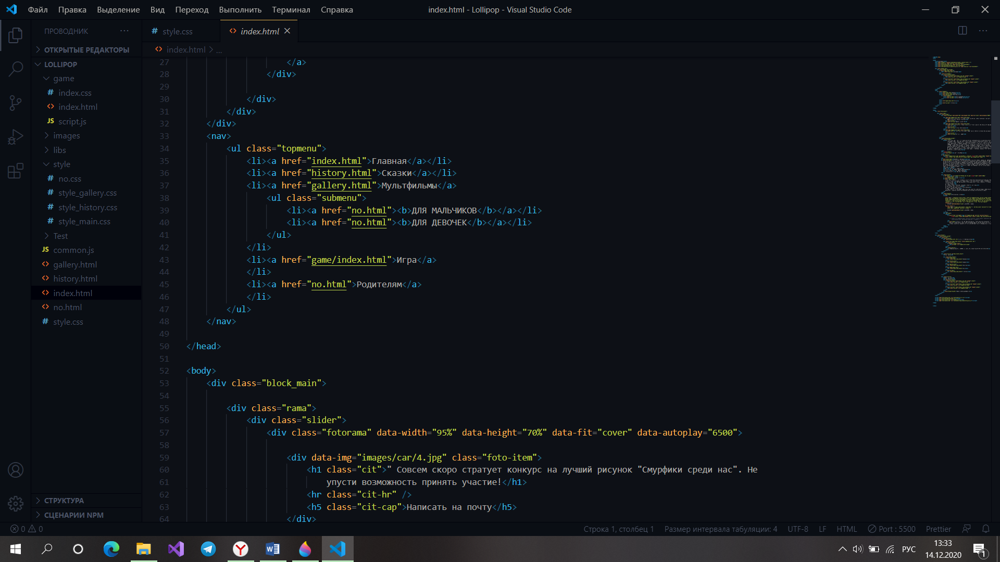 Файл Правка Выделение Вид Переход Выполнить Терминал Справка index.html - Lollipop - Visual Studio Code
ПРОВОДНИК ··· # style.css <> index.html ×
ОТКРЫТЫЕ РЕДАКТОРЫ
<> index.html > ...
LOLLIPOP
game
# index.css
<> index.html
JS script.js
images
libs
style
# no.css
# style_gallery.css
# style_history.css
# style_main.css
Test
JS common.js
<> gallery.html
<> history.html
<> index.html
<> no.html
# style.css
СТРУКТУРА
СЦЕНАРИИ NPM
27 </a>
28 </div>
29
30 </div>
31 </div>
32 </div>
33 <nav>
34 <ul class="topmenu">
35 <li><a href="index.html">Главная</a></li>
36 <li><a href="history.html">Сказки</a></li>
37 <li><a href="gallery.html">Мультфильмы</a>
38 <ul class="submenu">
39 <li><a href="no.html"><b>ДЛЯ МАЛЬЧИКОВ</b></a></li>
40 <li><a href="no.html"><b>ДЛЯ ДЕВОЧЕК</b></a></li>
41 </ul>
42 </li>
43 <li><a href="game/index.html">Игра</a>
44 </li>
45 <li><a href="no.html">Родителям</a>
46 </li>
47 </ul>
48 </nav>
49
50 </head>
51
52 <body>
53 <div class="block_main">
54
55 <div class="rama">
56 <div class="slider">
57 <div class="fotorama" data-width="95%" data-height="70%" data-fit="cover" data-autoplay="6500">
58
59 <div data-img="images/car/4.jpg" class="foto-item">
60 <h1 class="cit">" Совсем скоро стратует конкурс на лучший рисунок "Смурфики среди нас". Не
61 упусти возможность принять участие!</h1>
62 <hr class="cit-hr" />
63 <h5 class="cit-cap">Написать на почту</h5>
64 </div>
0 0 Строка 1, столбец 1 Размер интервала табуляции: 4 UTF-8 LF HTML Port : 5500 Prettier
РУС 13:33
14.12.2020
1